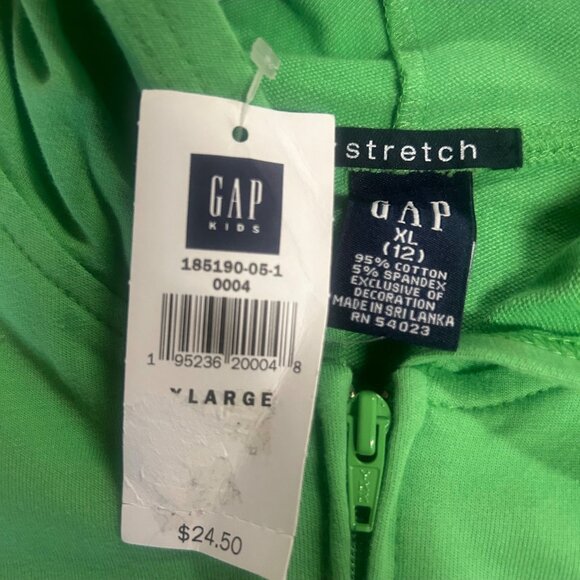 GAP
KIDS
185190-05-1
0004
1 95236 20004 8
XLARGE
$24.50
stretch
GAP
XL
(12)
95% COTTON
5% SPANDEX
EXCLUSIVE OF
DECORATION
MADE IN SRI LANKA
RN 54023